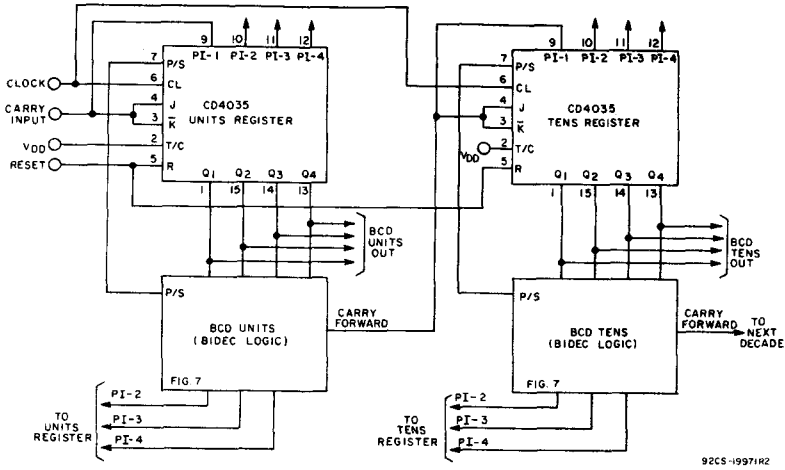 9 10 11 12
PI-1 PI-2 PI-3 PI-4
7 P/S
CLOCK 6 CL
CARRY INPUT 4 J
3 K̅
CD4035
UNITS REGISTER
VDD 2 T/C
RESET 5 R
Q1 Q2 Q3 Q4
1 15 14 13
BCD
UNITS
OUT
P/S
BCD UNITS
(BIDEC LOGIC)
FIG. 7
CARRY
FORWARD
TO
UNITS
REGISTER
PI-2
PI-3
PI-4
9 10 11 12
PI-1 PI-2 PI-3 PI-4
7 P/S
6 CL
4 J
3 K̅
CD4035
TENS REGISTER
VDD 2 T/C
5 R
Q1 Q2 Q3 Q4
1 15 14 13
BCD
TENS
OUT
P/S
BCD TENS
(BIDEC LOGIC)
FIG. 7
CARRY
FORWARD
TO
NEXT
DECADE
TO
TENS
REGISTER
PI-2
PI-3
PI-4
92CS-19971R2